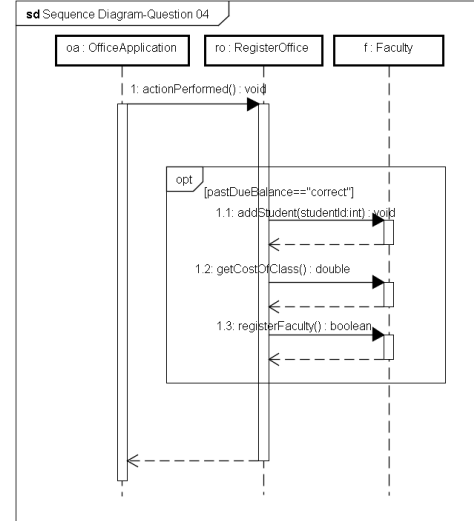 sd Sequence Diagram-Question 04
oa : OfficeApplication
ro : RegisterOffice
f : Faculty
1: actionPerformed() : void
opt
[pastDueBalance=="correct"]
1.1: addStudent(studentId:int) : void
1.2: getCostOfClass() : double
1.3: registerFaculty() : boolean